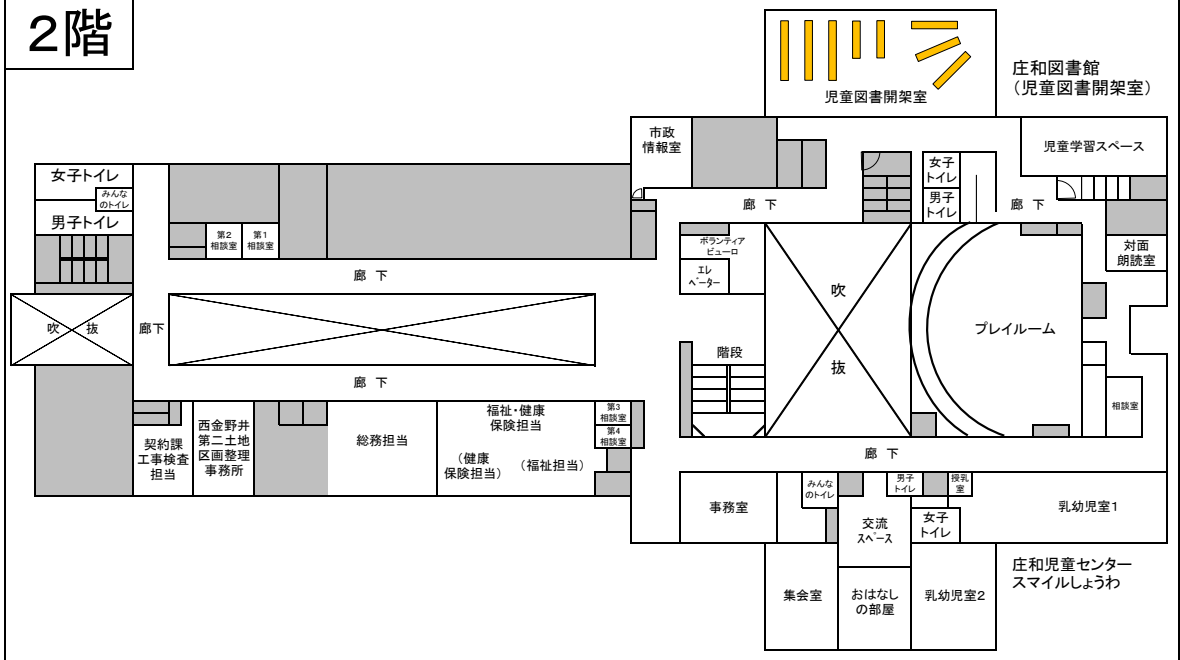 2階
児童図書開架室
庄和図書館
（児童図書開架室）
市政
情報室
児童学習スペース
女子
トイレ
男子
トイレ
廊 下
廊 下
女子トイレ
みんな
のトイレ
男子トイレ
第2
相談室
第1
相談室
廊 下
ボランティア
ビューロ
エレ
ベーター
対面
朗読室
吹 抜
廊下
吹
抜
プレイルーム
階段
廊 下
相談室
契約課
工事検査
担当
西金野井
第二土地
区画整理
事務所
総務担当
福祉・健康
保険担当
（健康
保険担当）
（福祉担当）
第3
相談室
第4
相談室
廊 下
事務室
みんな
のトイレ
交流
スペース
男子
トイレ
授乳
室
女子
トイレ
乳幼児室1
集会室
おはなし
の部屋
乳幼児室2
庄和児童センター
スマイルしょうわ